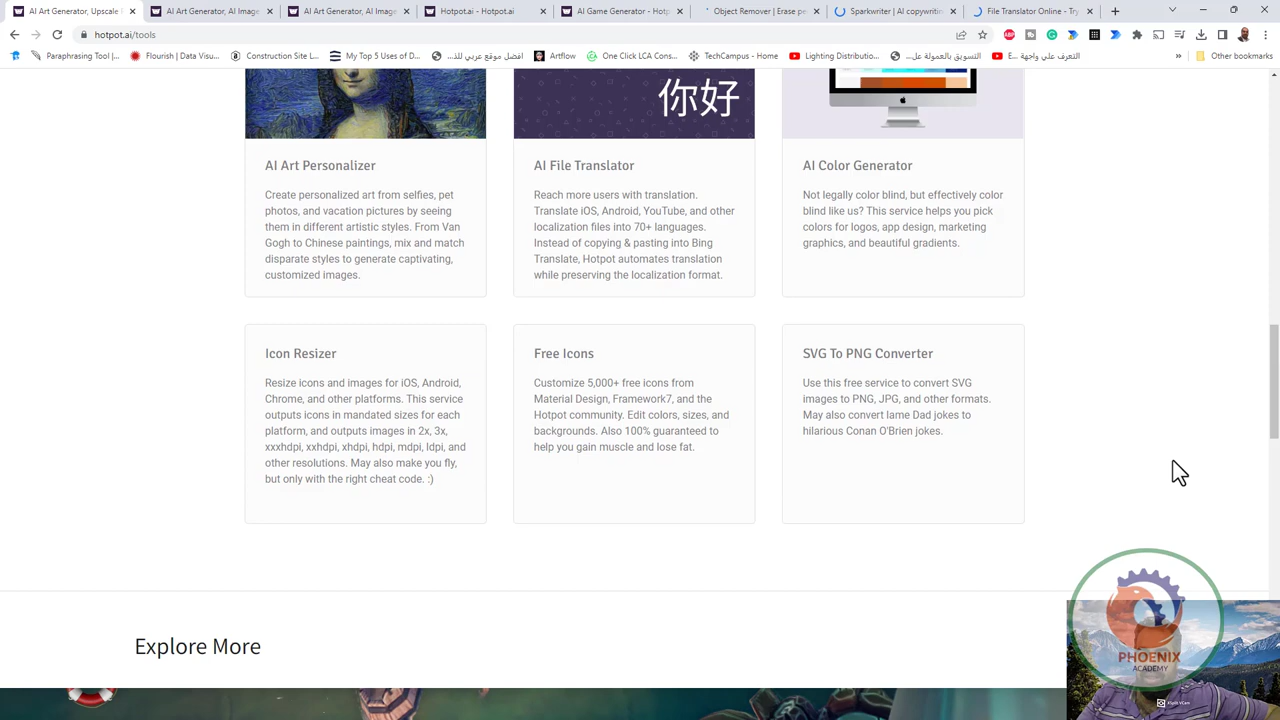 AI Art Generator, Upscale
AI Art Generator, AI Image
AI Art Generator, AI Image
Hotpot.ai - Hotpot.ai
AI Game Generator - Hotp
Object Remover | Erase pe
Sparkwriter | AI copywritin
File Translator Online - Try
hotpot.ai/tools
Paraphrasing Tool |...
Flourish | Data Visu...
Construction Site L...
My Top 5 Uses of D...
افضل موقع عربي للذ...
Artflow
One Click LCA Cons...
TechCampus - Home
Lighting Distributio...
التسويق بالعمولة عل...
التعرف علي واجهة E...
Other bookmarks
你好
AI Art Personalizer
Create personalized art from selfies, pet
photos, and vacation pictures by seeing
them in different artistic styles. From Van
Gogh to Chinese paintings, mix and match
disparate styles to generate captivating,
customized images.
AI File Translator
Reach more users with translation.
Translate iOS, Android, YouTube, and other
localization files into 70+ languages.
Instead of copying & pasting into Bing
Translate, Hotpot automates translation
while preserving the localization format.
AI Color Generator
Not legally color blind, but effectively color
blind like us? This service helps you pick
colors for logos, app design, marketing
graphics, and beautiful gradients.
Icon Resizer
Resize icons and images for iOS, Android,
Chrome, and other platforms. This service
outputs icons in mandated sizes for each
platform, and outputs images in 2x, 3x,
xxxhdpi, xxhdpi, xhdpi, hdpi, mdpi, ldpi, and
other resolutions. May also make you fly,
but only with the right cheat code. :)
Free Icons
Customize 5,000+ free icons from
Material Design, Framework7, and the
Hotpot community. Edit colors, sizes, and
backgrounds. Also 100% guaranteed to
help you gain muscle and lose fat.
SVG To PNG Converter
Use this free service to convert SVG
images to PNG, JPG, and other formats.
May also convert lame Dad jokes to
hilarious Conan O'Brien jokes.
Explore More
PHOENIX
ACADEMY
XSplit VCam